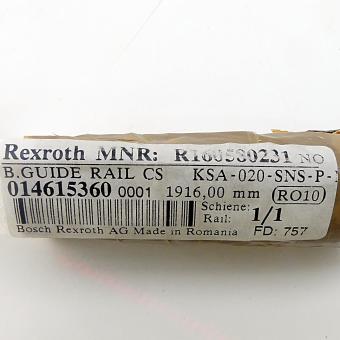 Rexroth MNR: R160580231 NO
B.GUIDE RAIL CS KSA-020-SNS-P-
014615360 0001 1916,00 mm RO10
Schiene:
Rail: 1/1
Bosch Rexroth AG Made in Romania FD: 757